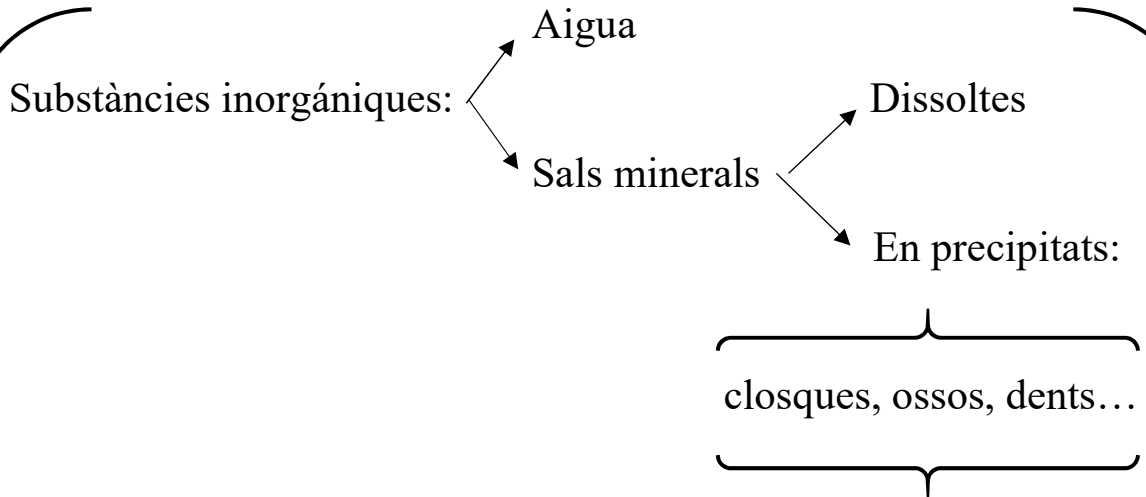 Aigua
Substàncies inorgániques:
Dissoltes
Sals minerals
En precipitats:
closques, ossos, dents…